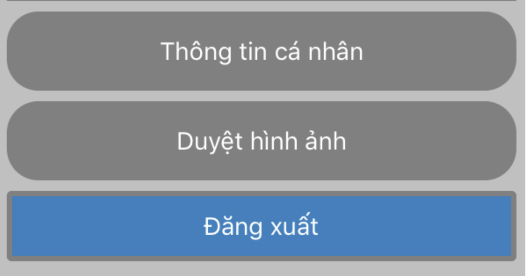 Thông tin cá nhân
Duyệt hình ảnh
Đăng xuất